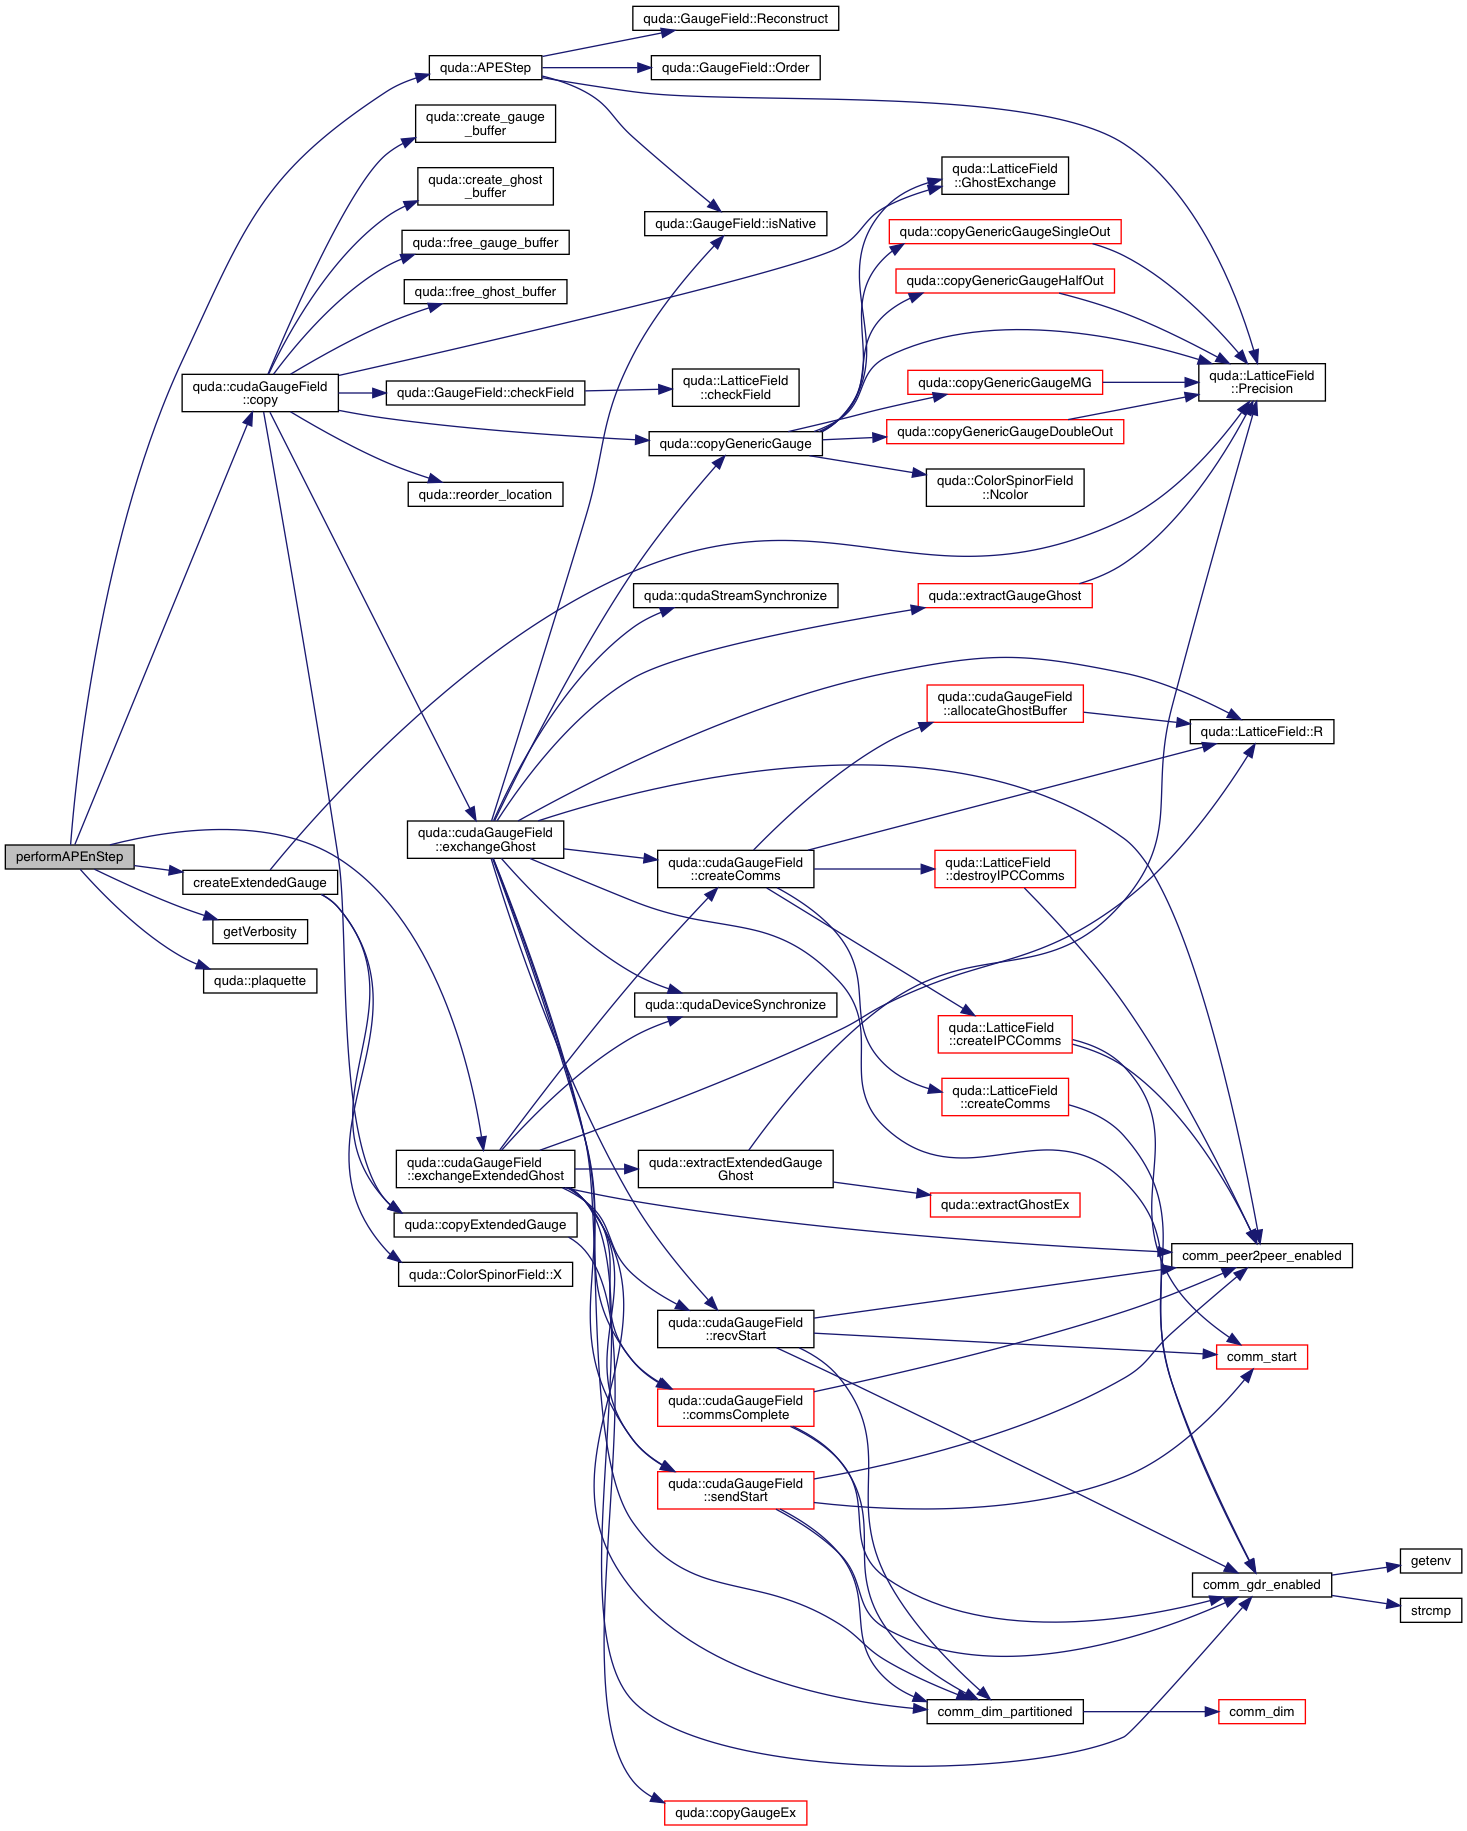 quda::GaugeField::Reconstruct
quda::APEStep
quda::GaugeField::Order
quda::create_gauge
_buffer
quda::create_ghost
_buffer
quda::LatticeField
::GhostExchange
quda::GaugeField::isNative
quda::free_gauge_buffer
quda::copyGenericGaugeSingleOut
quda::free_ghost_buffer
quda::copyGenericGaugeHalfOut
quda::cudaGaugeField
::copy
quda::GaugeField::checkField
quda::LatticeField
::checkField
quda::copyGenericGaugeMG
quda::LatticeField
::Precision
quda::copyGenericGauge
quda::copyGenericGaugeDoubleOut
quda::reorder_location
quda::ColorSpinorField
::Ncolor
quda::qudaStreamSynchronize
quda::extractGaugeGhost
quda::cudaGaugeField
::allocateGhostBuffer
quda::LatticeField::R
performAPEnStep
quda::cudaGaugeField
::exchangeGhost
createExtendedGauge
quda::cudaGaugeField
::createComms
quda::LatticeField
::destroyIPCComms
getVerbosity
quda::plaquette
quda::qudaDeviceSynchronize
quda::LatticeField
::createIPCComms
quda::LatticeField
::createComms
quda::cudaGaugeField
::exchangeExtendedGhost
quda::extractExtendedGauge
Ghost
quda::extractGhostEx
quda::copyExtendedGauge
quda::ColorSpinorField::X
comm_peer2peer_enabled
quda::cudaGaugeField
::recvStart
comm_start
quda::cudaGaugeField
::commsComplete
quda::cudaGaugeField
::sendStart
comm_gdr_enabled
getenv
strcmp
comm_dim_partitioned
comm_dim
quda::copyGaugeEx